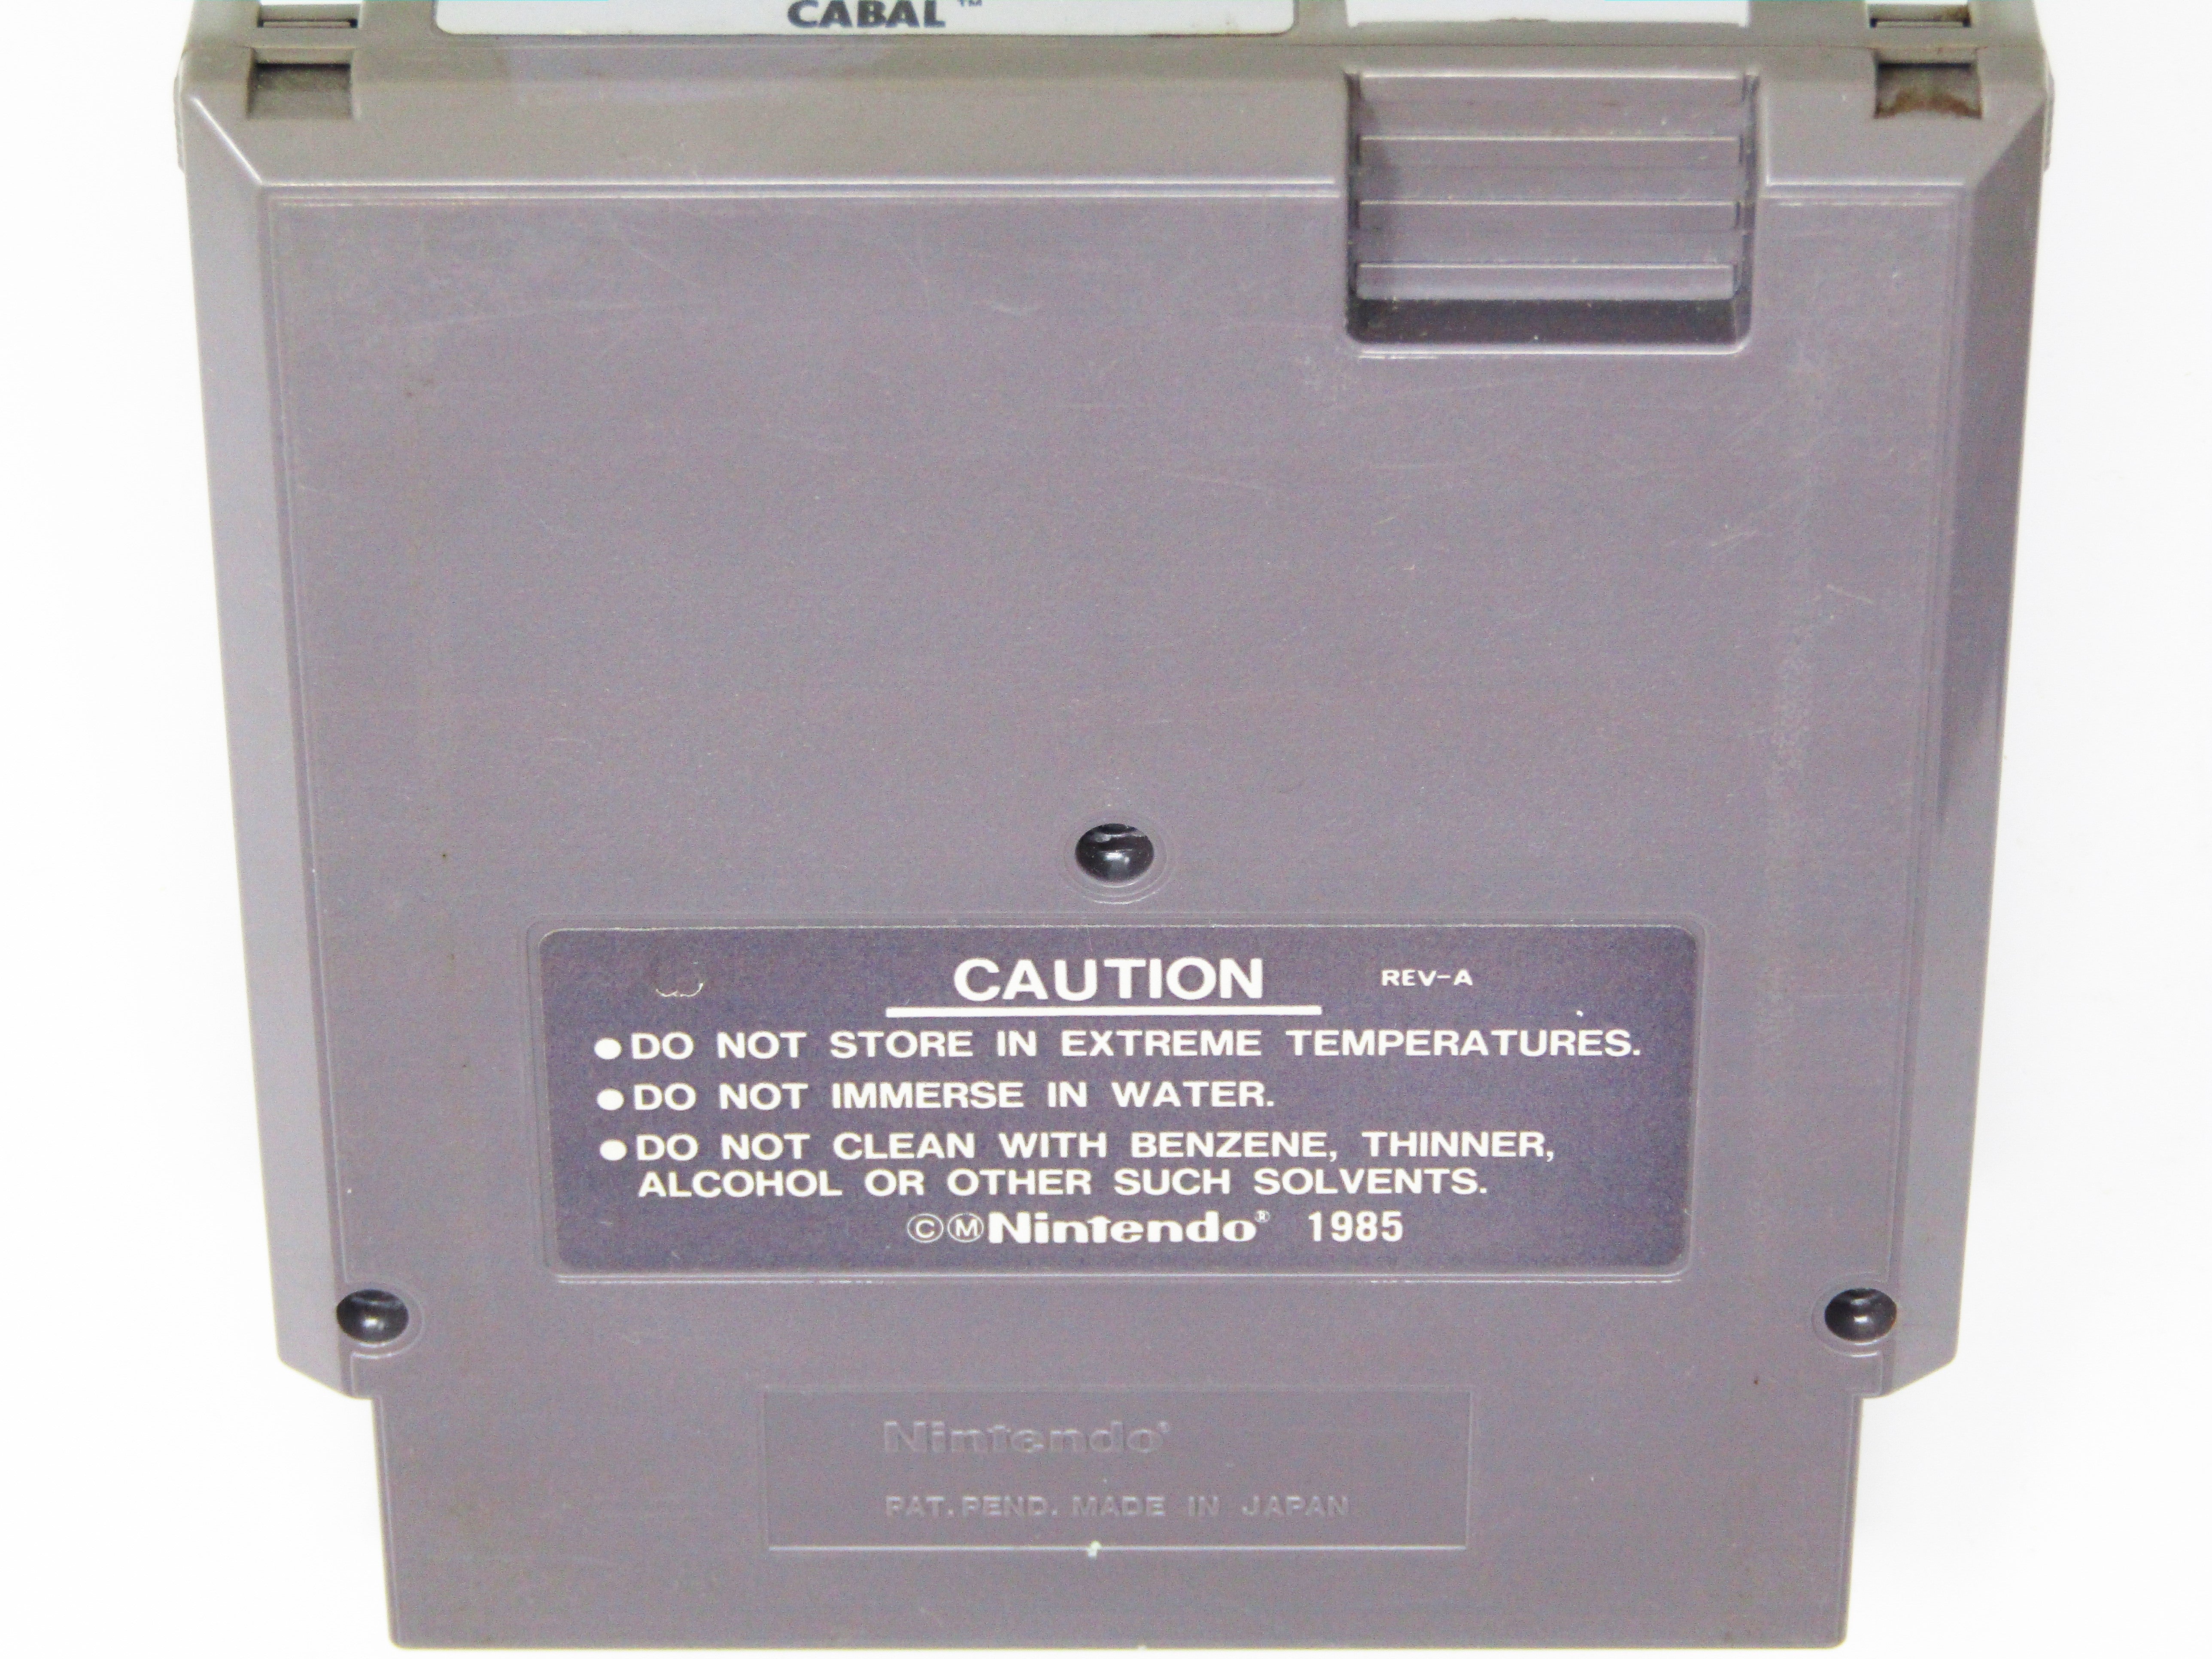 CABAL™
CAUTION REV-A
●DO NOT STORE IN EXTREME TEMPERATURES.
●DO NOT IMMERSE IN WATER.
●DO NOT CLEAN WITH BENZENE, THINNER,
ALCOHOL OR OTHER SUCH SOLVENTS.
©ⓂNintendo® 1985
Nintendo®
PAT. PEND. MADE IN JAPAN